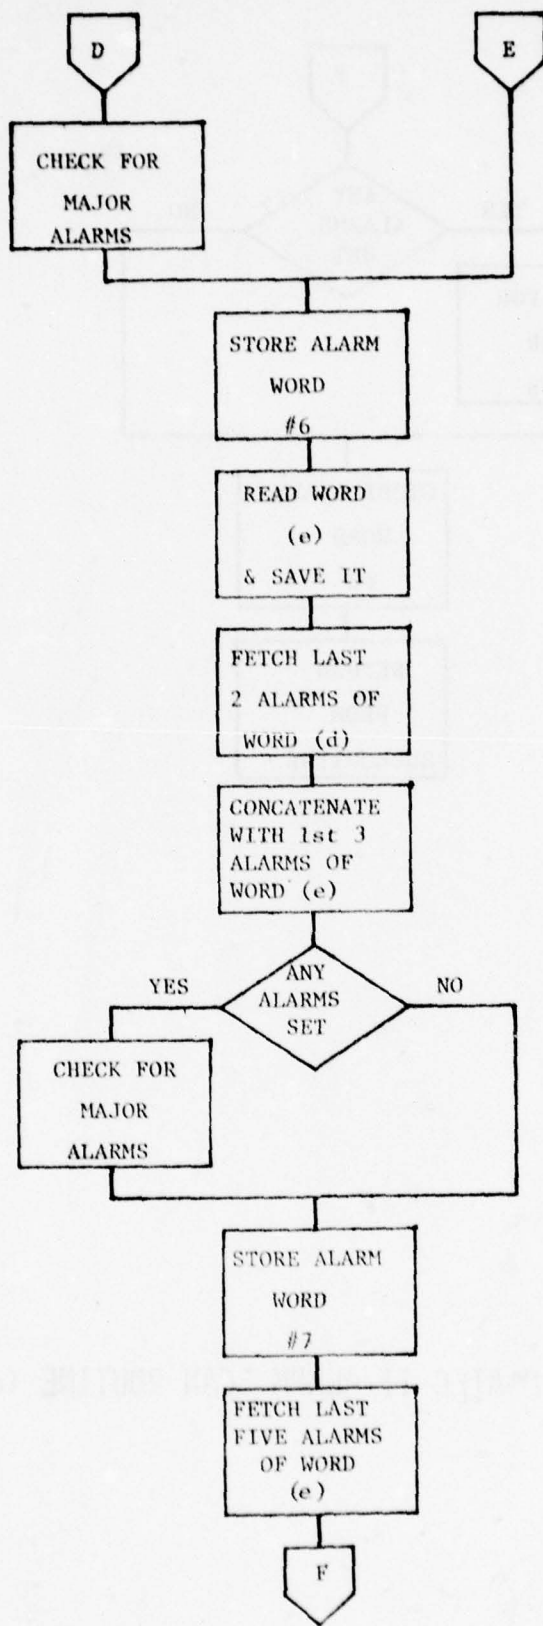 D
E
CHECK FOR
MAJOR
ALARMS
STORE ALARM
WORD
#6
READ WORD
(e)
& SAVE IT
FETCH LAST
2 ALARMS OF
WORD (d)
CONCATENATE
WITH 1st 3
ALARMS OF
WORD (e)
ANY
ALARMS
SET
YES
NO
CHECK FOR
MAJOR
ALARMS
STORE ALARM
WORD
#7
FETCH LAST
FIVE ALARMS
OF WORD
(e)
F